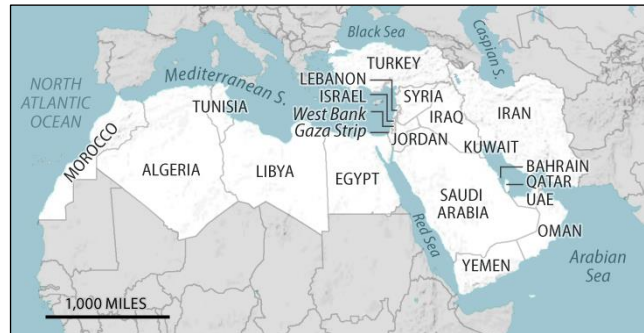 Black Sea
Caspian S.
NORTH
ATLANTIC
OCEAN
Mediterranean S.
TURKEY
LEBANON
ISRAEL
West Bank
Gaza Strip
SYRIA
IRAQ
IRAN
JORDAN
KUWAIT
TUNISIA
MOROCCO
ALGERIA
LIBYA
EGYPT
SAUDI
ARABIA
BAHRAIN
QATAR
UAE
OMAN
Red Sea
YEMEN
Arabian
Sea
1,000 MILES